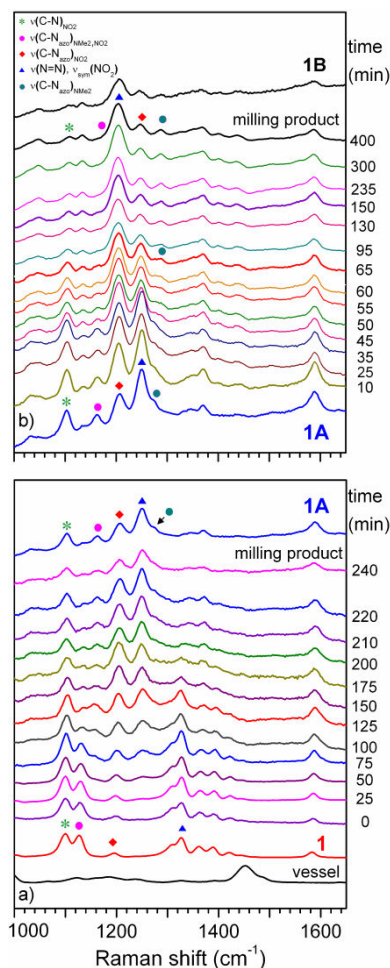 * ν(C-N)NO2
● ν(C-Nazo)NMe2,NO2
◆ ν(C-Nazo)NO2
▲ ν(N=N), νsym(NO2)
● ν(C-Nazo)NMe2
1B
time
(min)
milling product
400
300
235
150
130
95
65
60
55
50
45
35
25
10
b)
1A
1A
time
(min)
milling product
240
220
210
200
175
150
125
100
75
50
25
0
1
vessel
a)
1000 1200 1400 1600
Raman shift (cm-1)